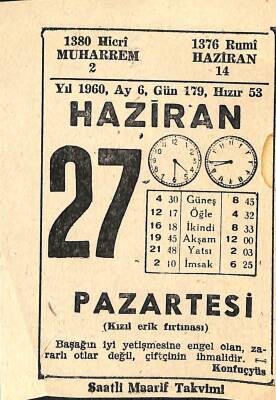 1380 Hicrî 1376 Rumî
MUHARREM HAZİRAN
2 14
Yıl 1960, Ay 6, Gün 179, Hızır 53
HAZİRAN
27
4 30 Güneş 8 45
12 17 Öğle 4 32
16 18 İkindi 8 33
19 45 Akşam 12 00
21 48 Yatsı 2 03
2 10 İmsak 6 25
PAZARTESİ
(Kızıl erik fırtınası)
Başağın iyi yetişmesine engel olan, za-
rarlı otlar değil, çiftçinin ihmalidir.
Konfuçyüs
Saatli Maarif Takvimi